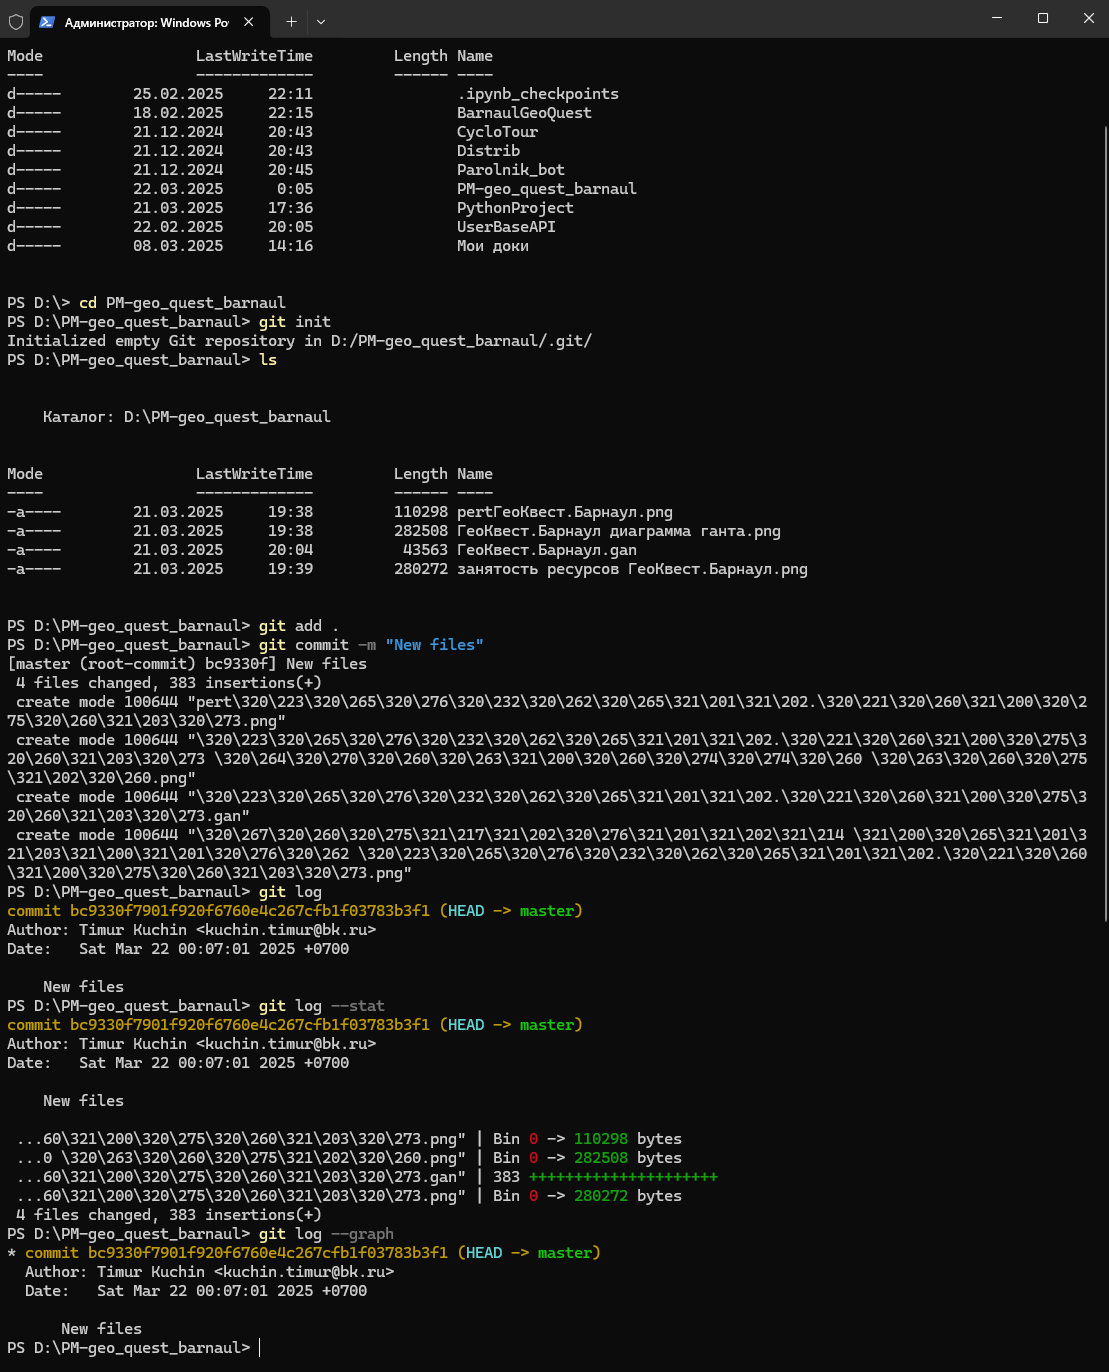 Администратор: Windows Po
Mode                 LastWriteTime         Length Name
----                 -------------         ------ ----
d-----        25.02.2025     22:11                .ipynb_checkpoints
d-----        18.02.2025     22:15                BarnaulGeoQuest
d-----        21.12.2024     20:43                CycloTour
d-----        21.12.2024     20:43                Distrib
d-----        21.12.2024     20:45                Parolnik_bot
d-----        22.03.2025      0:05                PM-geo_quest_barnaul
d-----        21.03.2025     17:36                PythonProject
d-----        22.02.2025     20:05                UserBaseAPI
d-----        08.03.2025     14:16                Мои доки
PS D:\> cd PM-geo_quest_barnaul
PS D:\PM-geo_quest_barnaul> git init
Initialized empty Git repository in D:/PM-geo_quest_barnaul/.git/
PS D:\PM-geo_quest_barnaul> ls
    Каталог: D:\PM-geo_quest_barnaul
Mode                 LastWriteTime         Length Name
----                 -------------         ------ ----
-a----        21.03.2025     19:38         110298 pertГеоКвест.Барнаул.png
-a----        21.03.2025     19:38         282508 ГеоКвест.Барнаул диаграмма ганта.png
-a----        21.03.2025     20:04          43563 ГеоКвест.Барнаул.gan
-a----        21.03.2025     19:39         280272 занятость ресурсов ГеоКвест.Барнаул.png
PS D:\PM-geo_quest_barnaul> git add .
PS D:\PM-geo_quest_barnaul> git commit -m "New files"
[master (root-commit) bc9330f] New files
 4 files changed, 383 insertions(+)
 create mode 100644 "pert\320\223\320\265\320\276\320\232\320\262\320\265\321\201\321\202.\320\221\320\260\321\200\320\2
75\320\260\321\203\320\273.png"
 create mode 100644 "\320\223\320\265\320\276\320\232\320\262\320\265\321\201\321\202.\320\221\320\260\321\200\320\275\3
20\260\321\203\320\273 \320\264\320\270\320\260\320\263\321\200\320\260\320\274\320\274\320\260 \320\263\320\260\320\275
\321\202\320\260.png"
 create mode 100644 "\320\223\320\265\320\276\320\232\320\262\320\265\321\201\321\202.\320\221\320\260\321\200\320\275\3
20\260\321\203\320\273.gan"
 create mode 100644 "\320\267\320\260\320\275\321\217\321\202\320\276\321\201\321\202\321\214 \321\200\320\265\321\201\3
21\203\321\200\321\201\320\276\320\262 \320\223\320\265\320\276\320\232\320\262\320\265\321\201\321\202.\320\221\320\260
\321\200\320\275\320\260\321\203\320\273.png"
PS D:\PM-geo_quest_barnaul> git log
commit bc9330f7901f920f6760e4c267cfb1f03783b3f1 (HEAD -> master)
Author: Timur Kuchin <kuchin.timur@bk.ru>
Date:   Sat Mar 22 00:07:01 2025 +0700
    New files
PS D:\PM-geo_quest_barnaul> git log --stat
commit bc9330f7901f920f6760e4c267cfb1f03783b3f1 (HEAD -> master)
Author: Timur Kuchin <kuchin.timur@bk.ru>
Date:   Sat Mar 22 00:07:01 2025 +0700
    New files
 ...60\321\200\320\275\320\260\321\203\320\273.png" | Bin 0 -> 110298 bytes
 ...0 \320\263\320\260\320\275\321\202\320\260.png" | Bin 0 -> 282508 bytes
 ...60\321\200\320\275\320\260\321\203\320\273.gan" | 383 +++++++++++++++++++++
 ...60\321\200\320\275\320\260\321\203\320\273.png" | Bin 0 -> 280272 bytes
 4 files changed, 383 insertions(+)
PS D:\PM-geo_quest_barnaul> git log --graph
* commit bc9330f7901f920f6760e4c267cfb1f03783b3f1 (HEAD -> master)
  Author: Timur Kuchin <kuchin.timur@bk.ru>
  Date:   Sat Mar 22 00:07:01 2025 +0700
      New files
PS D:\PM-geo_quest_barnaul>